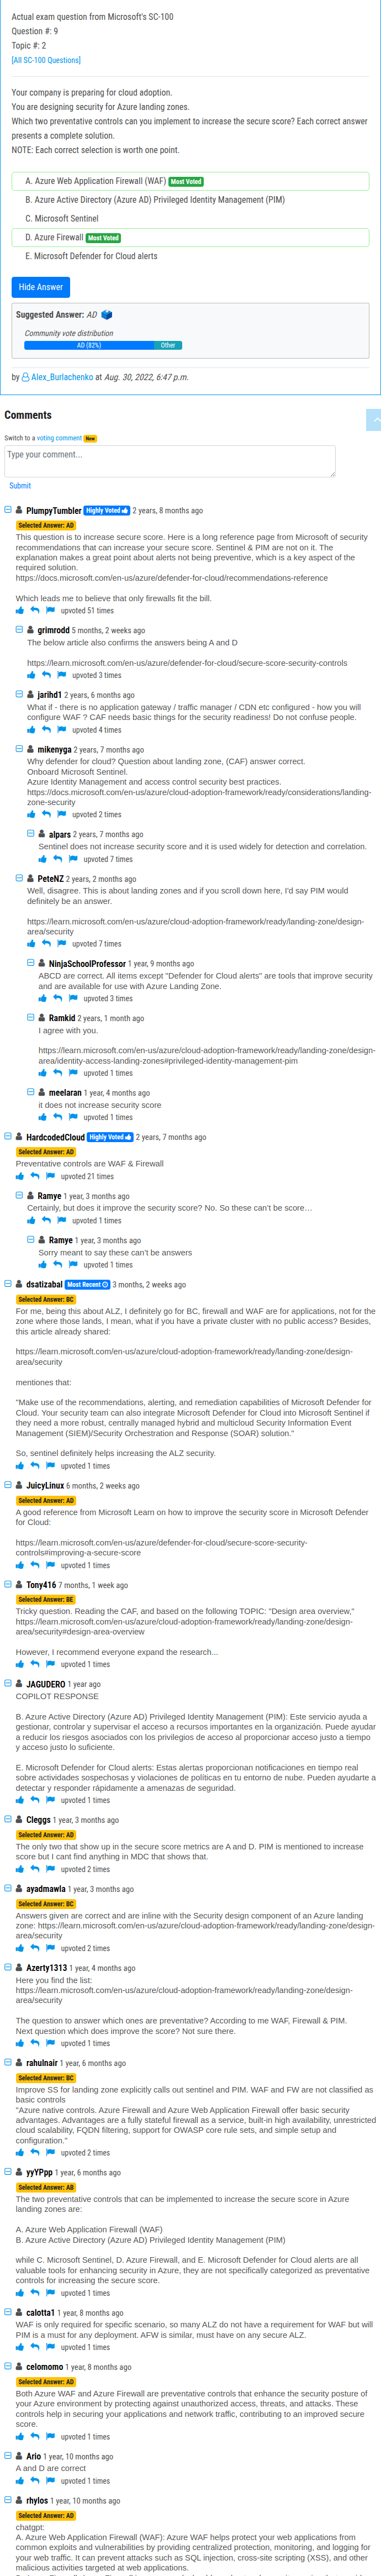 Actual exam question from Microsoft's SC-100
Question #: 9
Topic #: 2
[All SC-100 Questions]
Your company is preparing for cloud adoption.
You are designing security for Azure landing zones.
Which two preventative controls can you implement to increase the secure score? Each correct answer
presents a complete solution.
NOTE: Each correct selection is worth one point.
A. Azure Web Application Firewall (WAF) Most Voted
B. Azure Active Directory (Azure AD) Privileged Identity Management (PIM)
C. Microsoft Sentinel
D. Azure Firewall Most Voted
E. Microsoft Defender for Cloud alerts
Hide Answer
Suggested Answer: AD
Community vote distribution
AD (82%) Other
by Alex_Burlachenko at Aug. 30, 2022, 6:47 p.m.
Comments
Switch to a voting comment New
Type your comment...
Submit
PlumpyTumbler Highly Voted 2 years, 8 months ago
Selected Answer: AD
This question is to increase secure score. Here is a long reference page from Microsoft of security
recommendations that can increase your secure score. Sentinel & PIM are not on it. The
explanation makes a great point about alerts not being preventive, which is a key aspect of the
required solution.
https://docs.microsoft.com/en-us/azure/defender-for-cloud/recommendations-reference
Which leads me to believe that only firewalls fit the bill.
upvoted 51 times
grimrodd 5 months, 2 weeks ago
The below article also confirms the answers being A and D
https://learn.microsoft.com/en-us/azure/defender-for-cloud/secure-score-security-controls
upvoted 3 times
jarihd1 2 years, 6 months ago
What if - there is no application gateway / traffic manager / CDN etc configured - how you will
configure WAF ? CAF needs basic things for the security readiness! Do not confuse people.
upvoted 4 times
mikenyga 2 years, 7 months ago
Why defender for cloud? Question about landing zone, (CAF) answer correct.
Onboard Microsoft Sentinel.
Azure Identity Management and access control security best practices.
https://docs.microsoft.com/en-us/azure/cloud-adoption-framework/ready/considerations/landing-
zone-security
upvoted 2 times
alpars 2 years, 7 months ago
Sentinel does not increase security score and it is used widely for detection and correlation.
upvoted 7 times
PeteNZ 2 years, 2 months ago
Well, disagree. This is about landing zones and if you scroll down here, I'd say PIM would
definitely be an answer.
https://learn.microsoft.com/en-us/azure/cloud-adoption-framework/ready/landing-zone/design-
area/security
upvoted 7 times
NinjaSchoolProfessor 1 year, 9 months ago
ABCD are correct. All items except "Defender for Cloud alerts" are tools that improve security
and are available for use with Azure Landing Zone.
upvoted 3 times
Ramkid 2 years, 1 month ago
I agree with you.
https://learn.microsoft.com/en-us/azure/cloud-adoption-framework/ready/landing-zone/design-
area/identity-access-landing-zones#privileged-identity-management-pim
upvoted 1 times
meelaran 1 year, 4 months ago
it does not increase security score
upvoted 1 times
HardcodedCloud Highly Voted 2 years, 7 months ago
Selected Answer: AD
Preventative controls are WAF & Firewall
upvoted 21 times
Ramye 1 year, 3 months ago
Certainly, but does it improve the security score? No. So these can't be score…
upvoted 1 times
Ramye 1 year, 3 months ago
Sorry meant to say these can't be answers
upvoted 1 times
dsatizabal Most Recent 3 months, 2 weeks ago
Selected Answer: BC
For me, being this about ALZ, I definitely go for BC, firewall and WAF are for applications, not for the
zone where those lands, I mean, what if you have a private cluster with no public access? Besides,
this article already shared:
https://learn.microsoft.com/en-us/azure/cloud-adoption-framework/ready/landing-zone/design-
area/security
mentions that:
"Make use of the recommendations, alerting, and remediation capabilities of Microsoft Defender for
Cloud. Your security team can also integrate Microsoft Defender for Cloud into Microsoft Sentinel if
they need a more robust, centrally managed hybrid and multicloud Security Information Event
Management (SIEM)/Security Orchestration and Response (SOAR) solution."
So, sentinel definitely helps increasing the ALZ security.
upvoted 1 times
JuicyLinux 6 months, 2 weeks ago
Selected Answer: AD
A good reference from Microsoft Learn on how to improve the security score in Microsoft Defender
for Cloud:
https://learn.microsoft.com/en-us/azure/defender-for-cloud/secure-score-security-
controls#improving-a-secure-score
upvoted 1 times
Tony416 7 months, 1 week ago
Selected Answer: BE
Tricky question. Reading the CAF, and based on the following TOPIC: "Design area overview,"
https://learn.microsoft.com/en-us/azure/cloud-adoption-framework/ready/landing-zone/design-
area/security#design-area-overview
However, I recommend everyone expand the research...
upvoted 1 times
JAGUDERO 1 year ago
COPILOT RESPONSE
B. Azure Active Directory (Azure AD) Privileged Identity Management (PIM): Este servicio ayuda a
gestionar, controlar y supervisar el acceso a recursos importantes en la organización. Puede ayudar
a reducir los riesgos asociados con los privilegios de acceso al proporcionar acceso justo a tiempo
y acceso justo lo suficiente.
E. Microsoft Defender for Cloud alerts: Estas alertas proporcionan notificaciones en tiempo real
sobre actividades sospechosas y violaciones de políticas en tu entorno de nube. Pueden ayudarte a
detectar y responder rápidamente a amenazas de seguridad.
upvoted 1 times
Cleggs 1 year, 3 months ago
Selected Answer: AD
The only two that show up in the secure score metrics are A and D. PIM is mentioned to increase
score but I cant find anything in MDC that shows that.
upvoted 2 times
ayadmawla 1 year, 3 months ago
Selected Answer: BC
Answers given are correct and are inline with the Security design component of an Azure landing
zone: https://learn.microsoft.com/en-us/azure/cloud-adoption-framework/ready/landing-zone/design-
area/security
upvoted 2 times
Azerty1313 1 year, 4 months ago
Here you find the list:
https://learn.microsoft.com/en-us/azure/cloud-adoption-framework/ready/landing-zone/design-
area/security
The question to answer which ones are preventative? According to me WAF, Firewall & PIM.
Next question which does improve the score? Not sure there.
upvoted 1 times
rahulnair 1 year, 6 months ago
Selected Answer: BC
Improve SS for landing zone explicitly calls out sentinel and PIM. WAF and FW are not classified as
basic controls
"Azure native controls. Azure Firewall and Azure Web Application Firewall offer basic security
advantages. Advantages are a fully stateful firewall as a service, built-in high availability, unrestricted
cloud scalability, FQDN filtering, support for OWASP core rule sets, and simple setup and
configuration."
upvoted 2 times
yyYPpp 1 year, 6 months ago
Selected Answer: AB
The two preventative controls that can be implemented to increase the secure score in Azure
landing zones are:
A. Azure Web Application Firewall (WAF)
B. Azure Active Directory (Azure AD) Privileged Identity Management (PIM)
while C. Microsoft Sentinel, D. Azure Firewall, and E. Microsoft Defender for Cloud alerts are all
valuable tools for enhancing security in Azure, they are not specifically categorized as preventative
controls for increasing the secure score.
upvoted 1 times
calotta1 1 year, 8 months ago
WAF is only required for specific scenario, so many ALZ do not have a requirement for WAF but will
PIM is a must for any deployment. AFW is similar, must have on any secure ALZ.
upvoted 1 times
celomomo 1 year, 8 months ago
Selected Answer: AD
Both Azure WAF and Azure Firewall are preventative controls that enhance the security posture of
your Azure environment by protecting against unauthorized access, threats, and attacks. These
controls help in securing your applications and network traffic, contributing to an improved secure
score.
upvoted 1 times
Ario 1 year, 10 months ago
A and D are correct
upvoted 1 times
rhylos 1 year, 10 months ago
Selected Answer: AD
chatgpt:
A. Azure Web Application Firewall (WAF): Azure WAF helps protect your web applications from
common exploits and vulnerabilities by providing centralized protection, monitoring, and logging for
your web traffic. It can prevent attacks such as SQL injection, cross-site scripting (XSS), and other
malicious activities targeted at web applications.